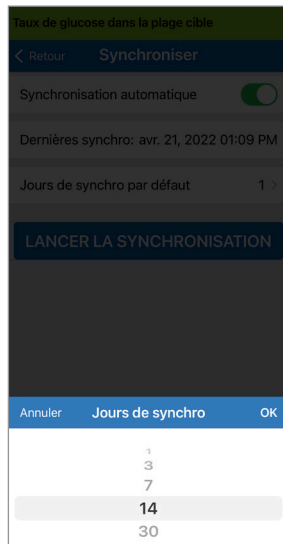 Taux de glucose dans la plage cible
Retour Synchroniser
Synchronisation automatique
Dernières synchro: avr. 21, 2022 01:09 PM
Jours de synchro par défaut 1
LANCER LA SYNCHRONISATION
Annuler Jours de synchro OK
1
3
7
14
30